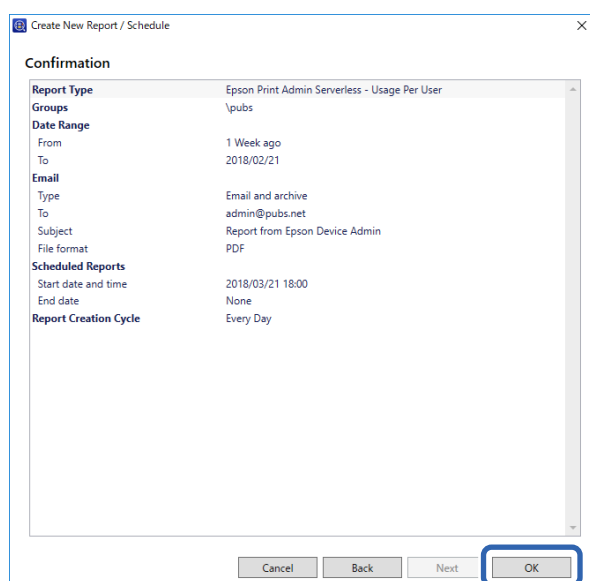 Create New Report / Schedule
Confirmation
Report Type Epson Print Admin Serverless - Usage Per User
Groups \pubs
Date Range
From 1 Week ago
To 2018/02/21
Email
Type Email and archive
To admin@pubs.net
Subject Report from Epson Device Admin
File format PDF
Scheduled Reports
Start date and time 2018/03/21 18:00
End date None
Report Creation Cycle Every Day
Cancel Back Next OK